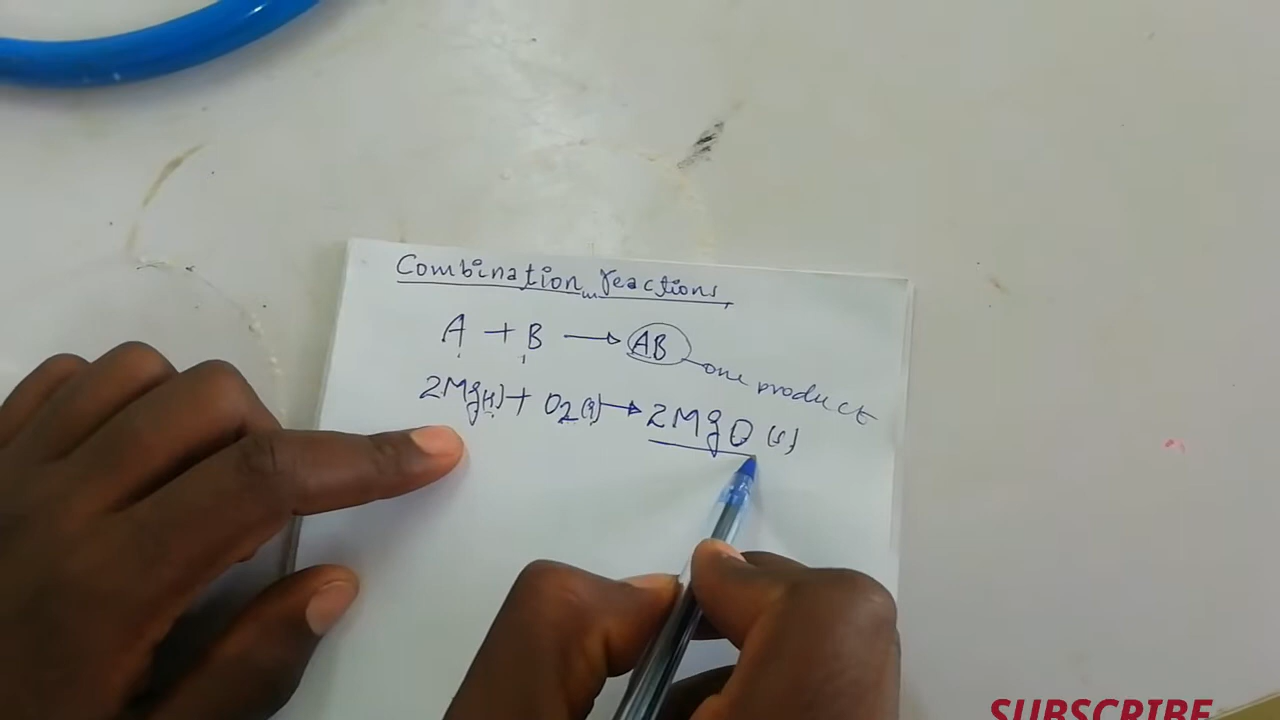 Combination reactions
A + B → AB one product
2Mg(s) + O2(g) → 2MgO (s)
SUBSCRIBE